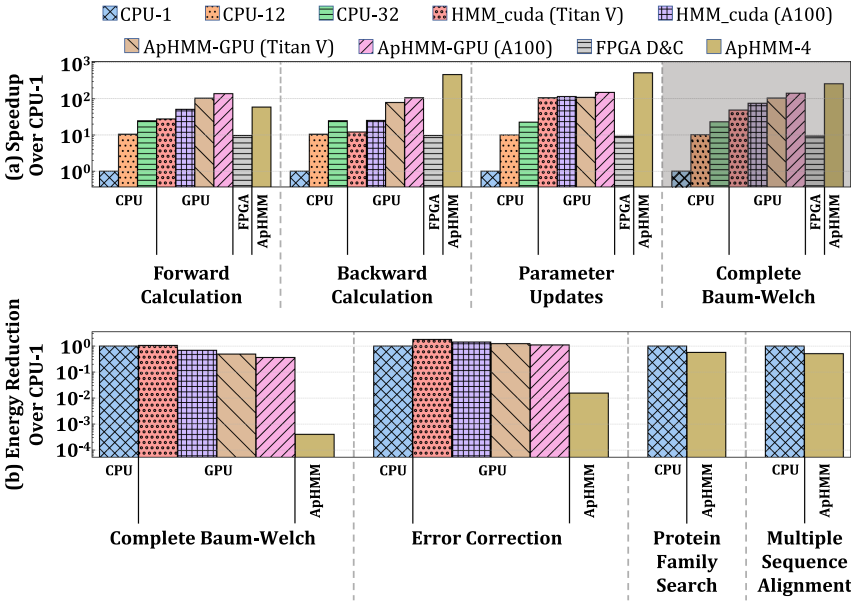 CPU-1 CPU-12 CPU-32 HMM_cuda (Titan V) HMM_cuda (A100)
ApHMM-GPU (Titan V) ApHMM-GPU (A100) FPGA D&C ApHMM-4
(a) Speedup
Over CPU-1
10³
10²
10¹
10⁰
CPU GPU FPGA ApHMM CPU GPU FPGA ApHMM CPU GPU FPGA ApHMM CPU GPU FPGA ApHMM
Forward Backward Parameter Complete
Calculation Calculation Updates Baum-Welch
(b) Energy Reduction
Over CPU-1
10⁰
10⁻¹
10⁻²
10⁻³
10⁻⁴
CPU GPU ApHMM CPU GPU ApHMM CPU ApHMM CPU ApHMM
Complete Baum-Welch Error Correction Protein Multiple
Family Sequence
Search Alignment